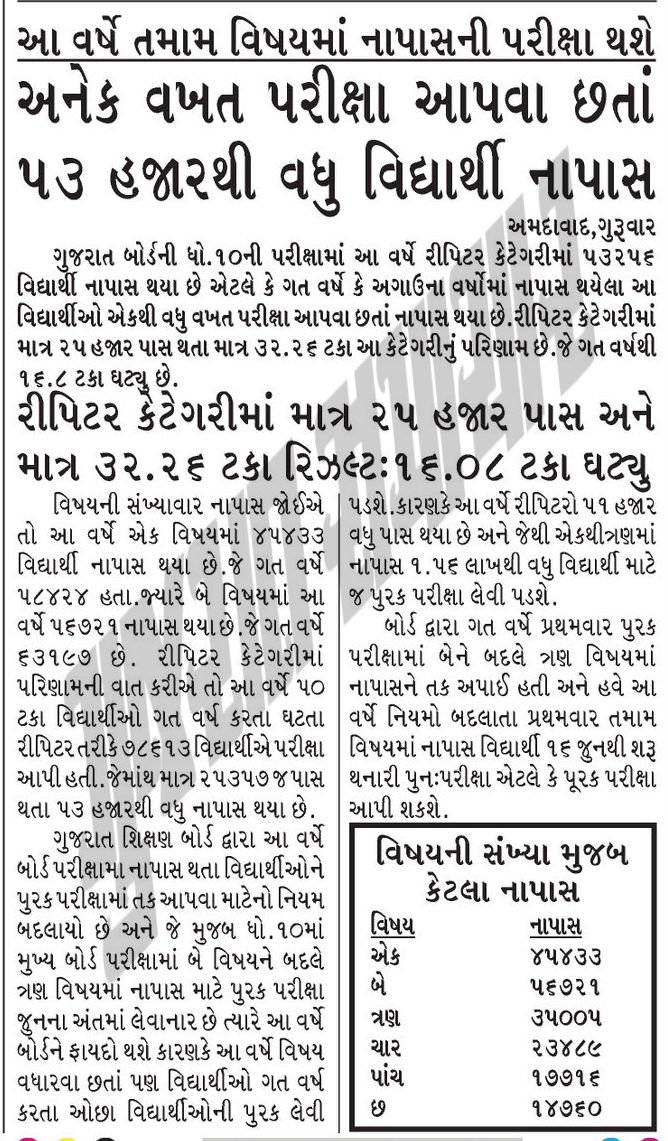 આ વર્ષે તમામ વિષયમાં નાપાસની પરીક્ષા થશે
અનેક વખત પરીક્ષા આપવા છતાં
૫૩ હજારથી વધુ વિદ્યાર્થી નાપાસ
અમદાવાદ,ગુરૂવાર
ગુજરાત બોર્ડની ધો.૧૦ની પરીક્ષામાં આ વર્ષે રીપિટર કેટેગરીમાં ૫૩૨૫૬
વિદ્યાર્થી નાપાસ થયા છે એટલે કે ગત વર્ષે કે અગાઉના વર્ષોમાં નાપાસ થયેલા આ
વિદ્યાર્થીઓ એકથી વધુ વખત પરીક્ષા આપવા છતાં નાપાસ થયા છે.રીપિટર કેટેગરીમાં
માત્ર ૨૫ હજાર પાસ થતા માત્ર ૩૨.૨૬ ટકા આ કેટેગરીનું પરિણામ છે.જે ગત વર્ષથી
૧૬.૮ ટકા ઘટ્યુ છે.
રીપિટર કેટેગરીમાં માત્ર ૨૫ હજાર પાસ અને
માત્ર ૩૨.૨૬ ટકા રિઝલ્ટઃ૧૬.૦૮ ટકા ઘટ્યુ
વિષયની સંખ્યાવાર નાપાસ જોઈએ
તો આ વર્ષે એક વિષયમાં ૪૫૪૩૩
વિદ્યાર્થી નાપાસ થયા છે.જે ગત વર્ષે
૫૮૪૨૪ હતા.જ્યારે બે વિષયમાં આ
વર્ષે ૫૬૭૨૧ નાપાસ થયા છે.જે ગત વર્ષે
૬૩૧૯૭ છે. રીપિટર કેટેગરીમાં
પરિણામની વાત કરીએ તો આ વર્ષે ૫૦
ટકા વિદ્યાર્થીઓ ગત વર્ષ કરતા ઘટતા
રીપિટર તરીકે ૭૮૬૧૩ વિદ્યાર્થીએ પરીક્ષા
આપી હતી.જેમાંથ માત્ર ૨૫૩૫૭ જ પાસ
થતા ૫૩ હજારથી વધુ નાપાસ થયા છે.
ગુજરાત શિક્ષણ બોર્ડ દ્વારા આ વર્ષે
બોર્ડ પરીક્ષામા નાપાસ થતા વિદ્યાર્થીઓને
પુરક પરીક્ષામાં તક આપવા માટેનો નિયમ
બદલાયો છે અને જે મુજબ ધો.૧૦માં
મુખ્ય બોર્ડ પરીક્ષામાં બે વિષયને બદલે
ત્રણ વિષયમાં નાપાસ માટે પુરક પરીક્ષા
જુનના અંતમાં લેવાનાર છે ત્યારે આ વર્ષે
બોર્ડને ફાયદો થશે કારણકે આ વર્ષે વિષય
વધારવા છતાં પણ વિદ્યાર્થીઓ ગત વર્ષ
કરતા ઓછા વિદ્યાર્થીઓની પુરક લેવી
પડશે.કારણકે આ વર્ષે રીપિટરો ૫૧ હજાર
વધુ પાસ થયા છે અને જેથી એકથીત્રણમાં
નાપાસ ૧.૫૬ લાખથી વધુ વિદ્યાર્થી માટે
જ પુરક પરીક્ષા લેવી પડશે.
બોર્ડ દ્વારા ગત વર્ષે પ્રથમવાર પુરક
પરીક્ષામાં બેને બદલે ત્રણ વિષયમાં
નાપાસને તક અપાઈ હતી અને હવે આ
વર્ષે નિયમો બદલાતા પ્રથમવાર તમામ
વિષયમાં નાપાસ વિદ્યાર્થી ૧૬ જુનથી શરૂ
થનારી પુનઃપરીક્ષા એટલે કે પૂરક પરીક્ષા
આપી શકશે.
વિષયની સંખ્યા મુજબ
કેટલા નાપાસ
વિષય નાપાસ
એક ૪૫૪૩૩
બે ૫૬૭૨૧
ત્રણ ૩૫૦૦૫
ચાર ૨૩૪૮૯
પાંચ ૧૭૭૧૬
છ ૧૪૭૬૦